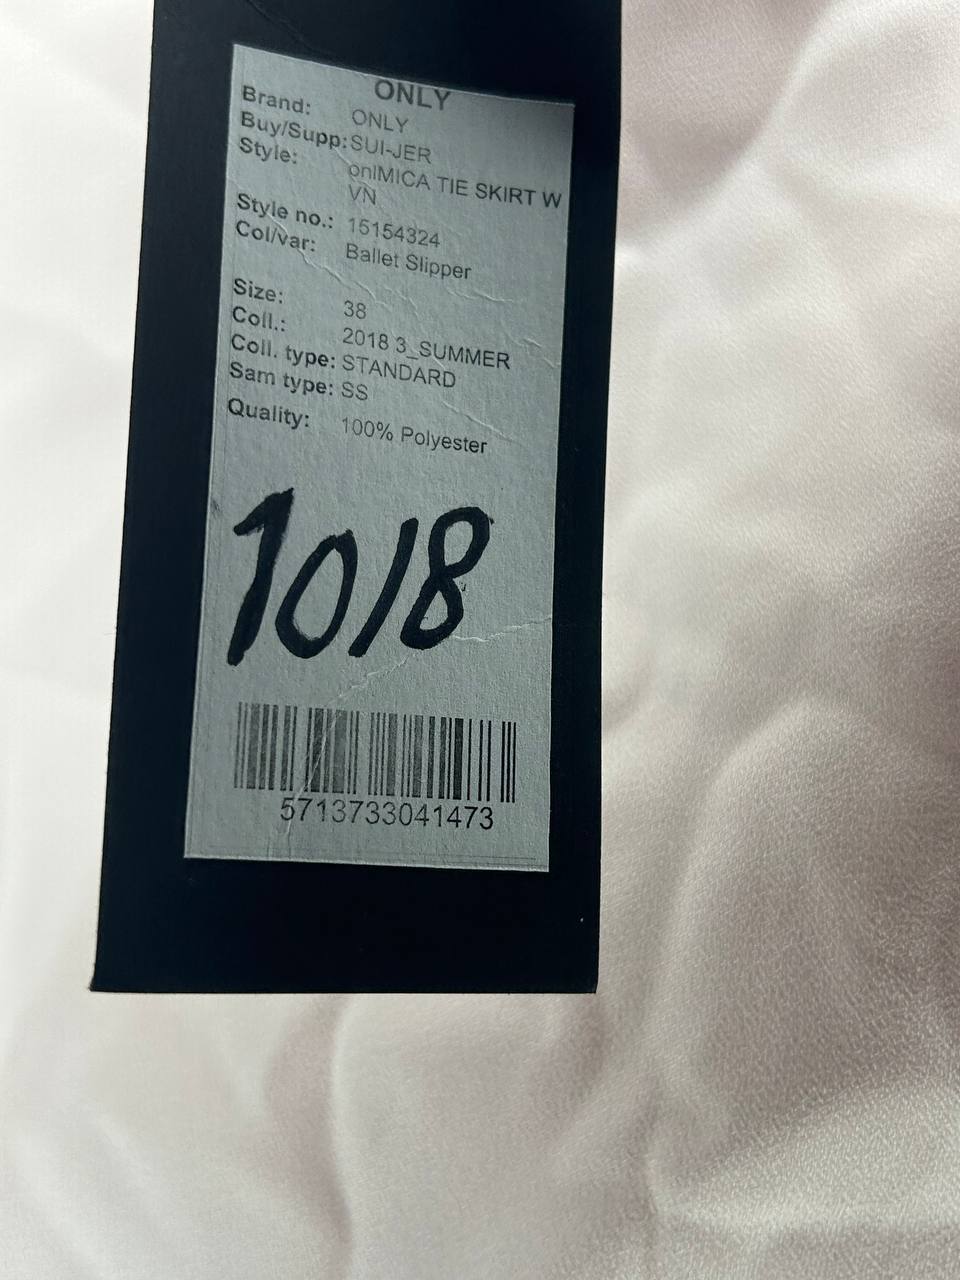 ONLY
Brand: ONLY
Buy/Supp: SUI-JER
Style: onlMICA TIE SKIRT W
VN
Style no.: 15154324
Col/var: Ballet Slipper
Size: 38
Coll.: 2018 3_SUMMER
Coll. type: STANDARD
Sam type: SS
Quality: 100% Polyester
1018
5713733041473